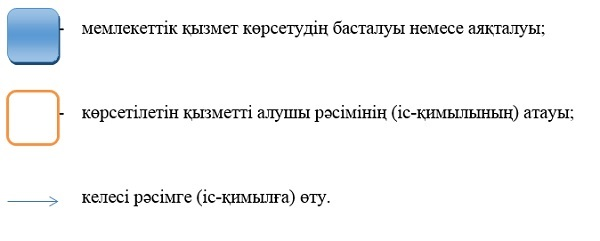 - мемлекеттік қызмет көрсетудің басталуы немесе аяқталуы;
- көрсетілетін қызметті алушы рәсімінің (іс-қимылының) атауы;
келесі рәсімге (іс-қимылға) өту.